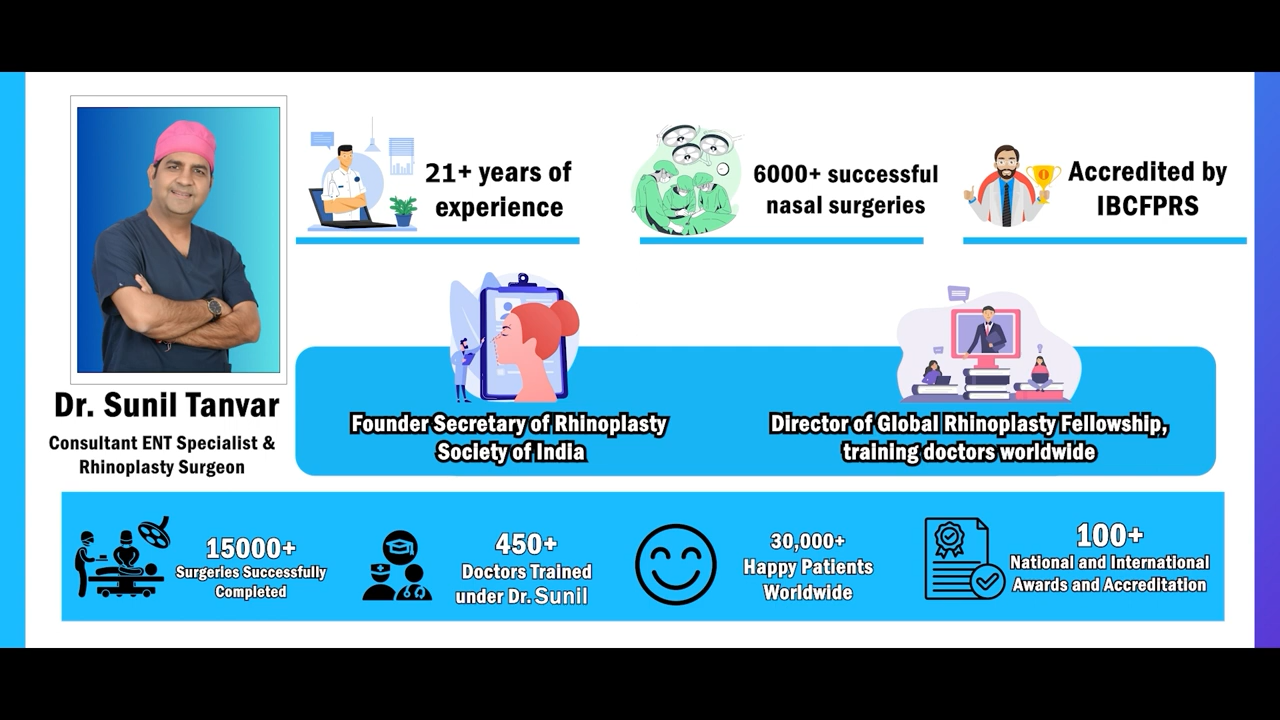 21+ years of
experience
6000+ successful
nasal surgeries
Accredited by
IBCFPRS
Dr. Sunil Tanvar
Consultant ENT Specialist &
Rhinoplasty Surgeon
Founder Secretary of Rhinoplasty
Society of India
Director of Global Rhinoplasty Fellowship,
training doctors worldwide
15000+
Surgeries Successfully
Completed
450+
Doctors Trained
under Dr. Sunil
30,000+
Happy Patients
Worldwide
100+
National and International
Awards and Accreditation